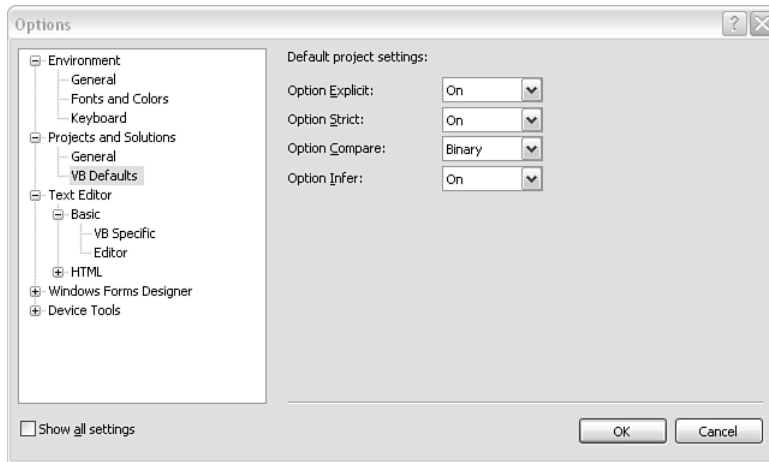 Options
Environment
General
Fonts and Colors
Keyboard
Projects and Solutions
General
VB Defaults
Text Editor
Basic
VB Specific
Editor
HTML
Windows Forms Designer
Device Tools
Default project settings:
Option Explicit: On
Option Strict: On
Option Compare: Binary
Option Infer: On
Show all settings
OK Cancel